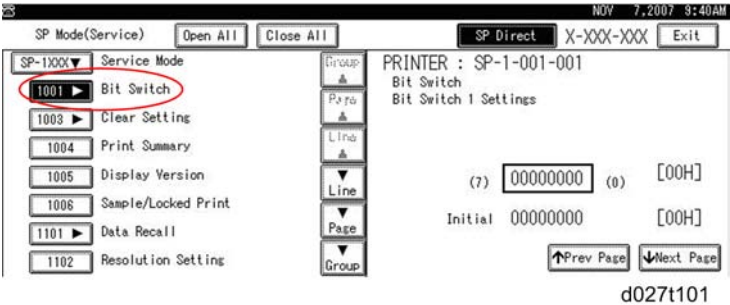 NOV 7,2007 9:40AM
SP Mode(Service) Open All Close All SP Direct X-XXX-XXX Exit
SP-1XXX▼ Service Mode
1001 ► Bit Switch
1003 ► Clear Setting
1004 Print Summary
1005 Display Version
1006 Sample/Locked Print
1101 ► Data Recall
1102 Resolution Setting
Group
Page
Line
Line
Page
Group
PRINTER : SP-1-001-001
Bit Switch
Bit Switch 1 Settings
(7) 00000000 (0) [00H]
Initial 00000000 [00H]
↑Prev Page ↓Next Page
d027t101